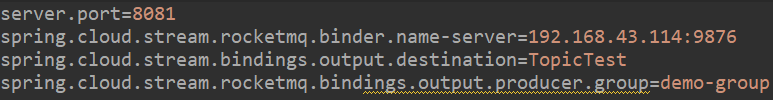 server.port=8081
spring.cloud.stream.rocketmq.binder.name-server=192.168.43.114:9876
spring.cloud.stream.bindings.output.destination=TopicTest
spring.cloud.stream.rocketmq.bindings.output.producer.group=demo-group